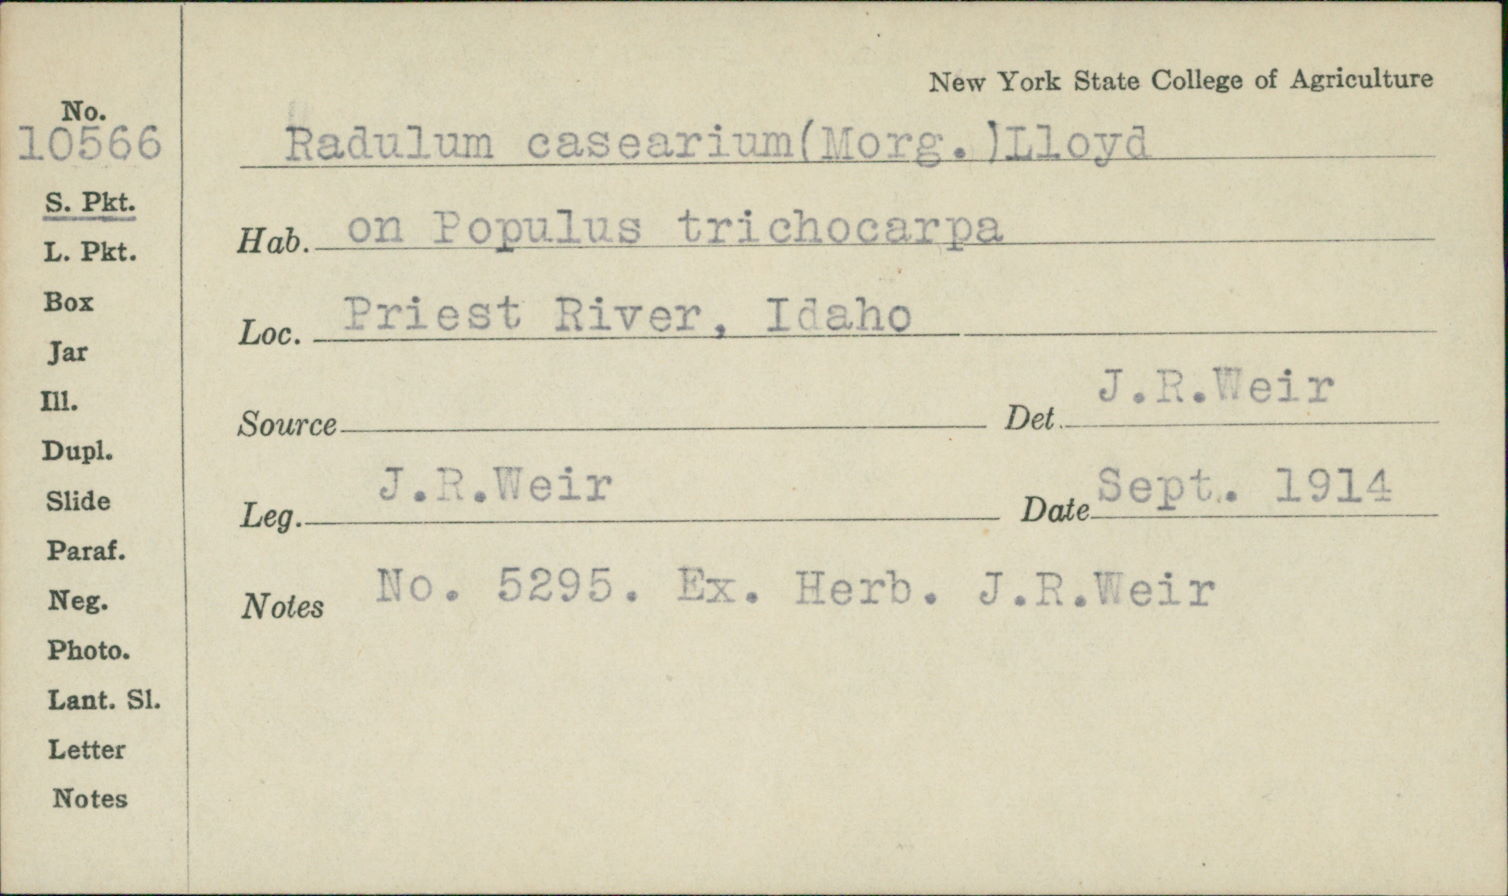 New York State College of Agriculture
No.
10566
Radulum casearium(Morg.)Lloyd
S. Pkt.
Hab. on Populus trichocarpa
L. Pkt.
Box
Loc. Priest River, Idaho
Jar
Ill.
Source Det. J.R.Weir
Dupl.
Slide
Leg. J.R.Weir Date Sept. 1914
Paraf.
Neg.
Notes No. 5295. Ex. Herb. J.R.Weir
Photo.
Lant. Sl.
Letter
Notes